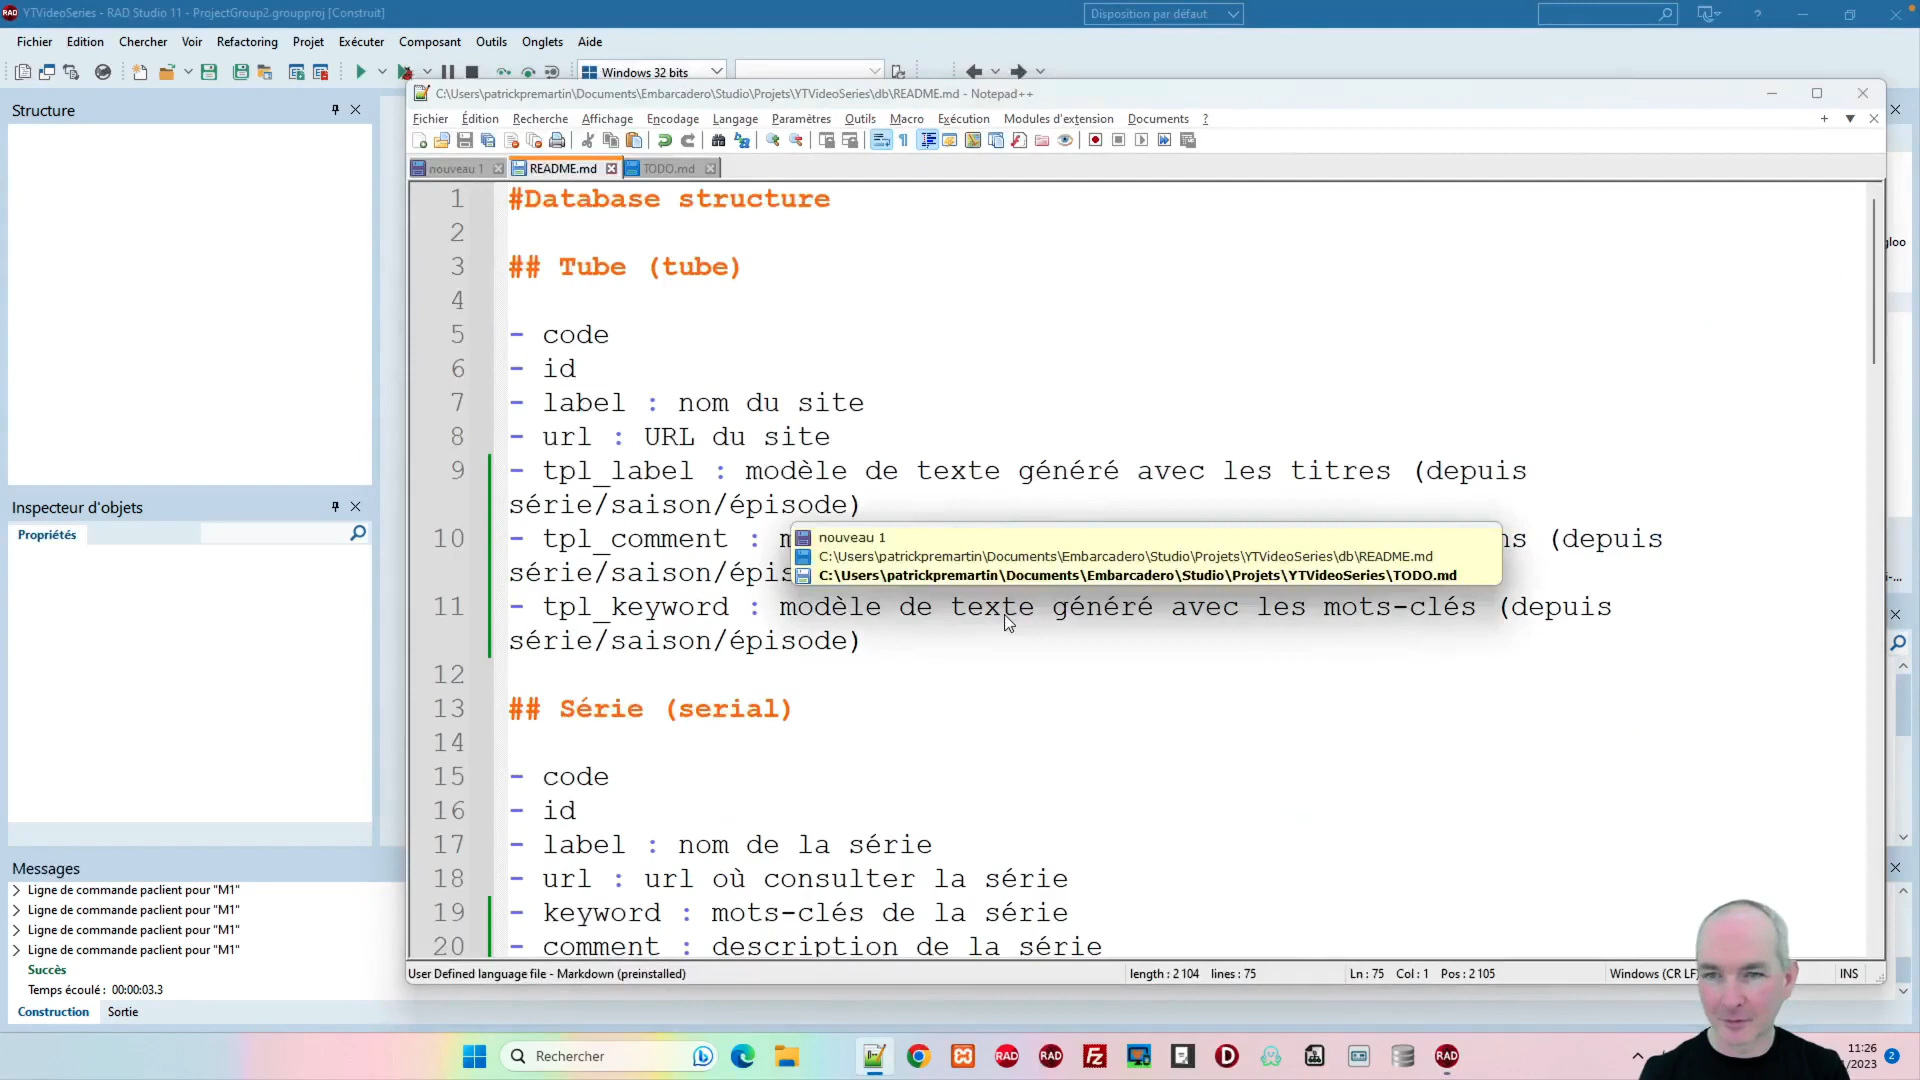 YTVideoSeries - RAD Studio 11 - ProjectGroup2.groupproj [Construit]
Disposition par défaut
?
Fichier Edition Chercher Voir Refactoring Projet Exécuter Composant Outils Onglets Aide
Windows 32 bits
C:\Users\patrickpremartin\Documents\Embarcadero\Studio\Projets\YTVideoSeries\db\README.md - Notepad++
Structure
Fichier Édition Recherche Affichage Encodage Langage Paramètres Outils Macro Exécution Modules d'extension Documents ?
nouveau 1 README.md TODO.md
1 #Database structure
2
3 ## Tube (tube)
4
5 - code
6 - id
7 - label : nom du site
8 - url : URL du site
9 - tpl_label : modèle de texte généré avec les titres (depuis
série/saison/épisode)
10 - tpl_comment : (depuis
11 - tpl_keyword : modèle de texte généré avec les mots-clés (depuis
série/saison/épisode)
12
13 ## Série (serial)
14
15 - code
16 - id
17 - label : nom de la série
18 - url : url où consulter la série
19 - keyword : mots-clés de la série
20 - comment : description de la série
nouveau 1
C:\Users\patrickpremartin\Documents\Embarcadero\Studio\Projets\YTVideoSeries\db\README.md
C:\Users\patrickpremartin\Documents\Embarcadero\Studio\Projets\YTVideoSeries\TODO.md
Inspecteur d'objets
Propriétés
Messages
Ligne de commande paclient pour "M1"
Ligne de commande paclient pour "M1"
Ligne de commande paclient pour "M1"
Ligne de commande paclient pour "M1"
Succès
Temps écoulé : 00:00:03.3
Construction Sortie
User Defined language file - Markdown (preinstalled)
length : 2 104 lines : 75
Ln : 75 Col : 1 Pos : 2 105
Windows (CR LF)
INS
Rechercher
RAD
RAD
RAD
11:26
/2023
2